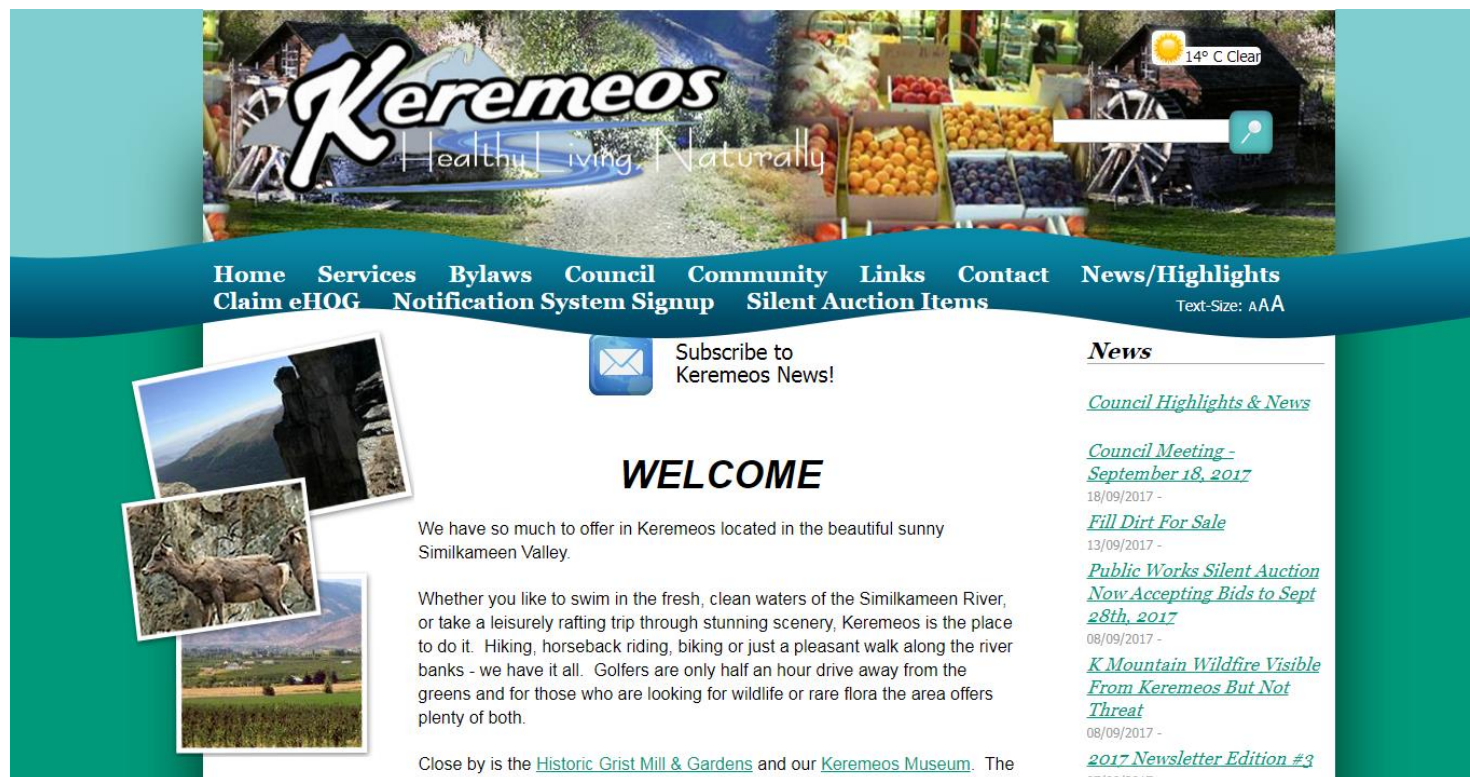 Keremeos
Healthy Living, Naturally
14° C Clear
Home Services Bylaws Council Community Links Contact News/Highlights
Claim eHOG Notification System Signup Silent Auction Items
Text-Size: AAA
Subscribe to
Keremeos News!
WELCOME
We have so much to offer in Keremeos located in the beautiful sunny
Similkameen Valley.
Whether you like to swim in the fresh, clean waters of the Similkameen River,
or take a leisurely rafting trip through stunning scenery, Keremeos is the place
to do it. Hiking, horseback riding, biking or just a pleasant walk along the river
banks - we have it all. Golfers are only half an hour drive away from the
greens and for those who are looking for wildlife or rare flora the area offers
plenty of both.
Close by is the Historic Grist Mill & Gardens and our Keremeos Museum. The
News
Council Highlights & News
Council Meeting -
September 18, 2017
18/09/2017 -
Fill Dirt For Sale
13/09/2017 -
Public Works Silent Auction
Now Accepting Bids to Sept
28th, 2017
08/09/2017 -
K Mountain Wildfire Visible
From Keremeos But Not
Threat
08/09/2017 -
2017 Newsletter Edition #3